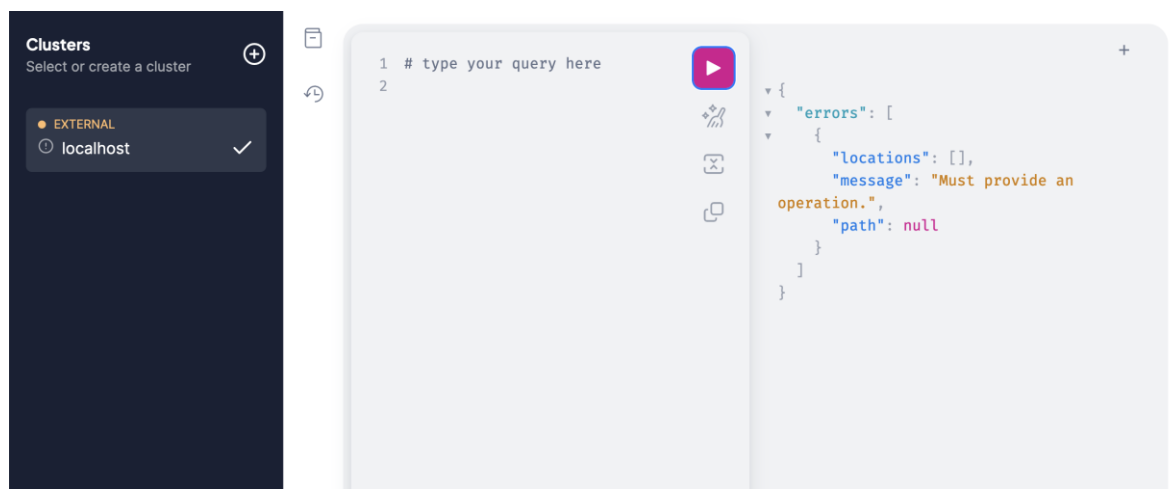 Clusters
Select or create a cluster
EXTERNAL
localhost
1 # type your query here
2
{
"errors": [
{
"locations": [],
"message": "Must provide an
operation.",
"path": null
}
]
}